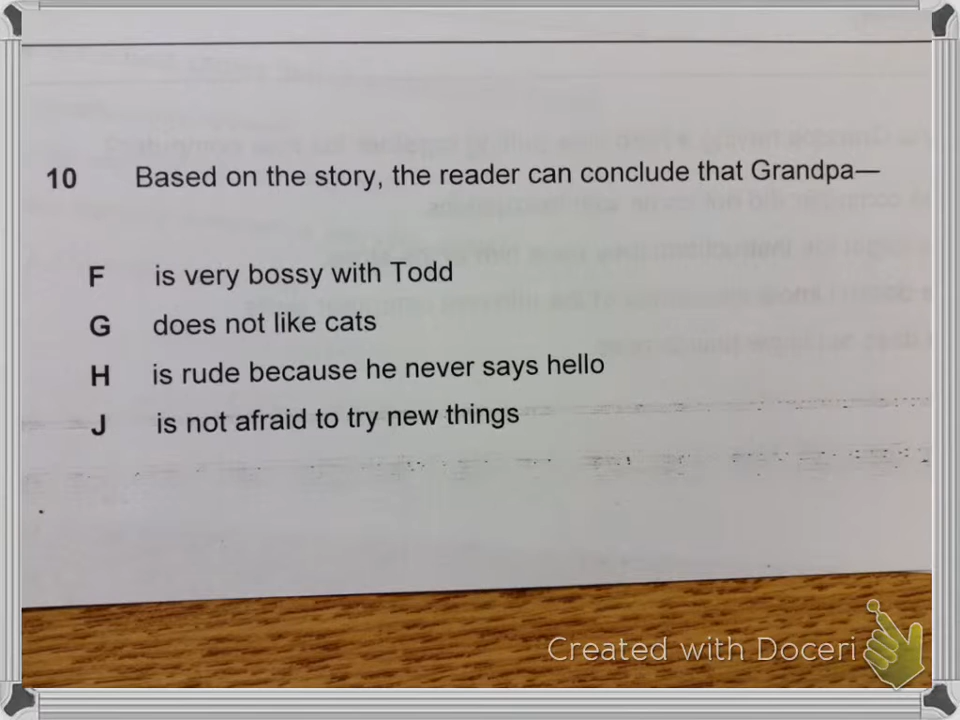 10 Based on the story, the reader can conclude that Grandpa—
F is very bossy with Todd
G does not like cats
H is rude because he never says hello
J is not afraid to try new things
Created with Doceri